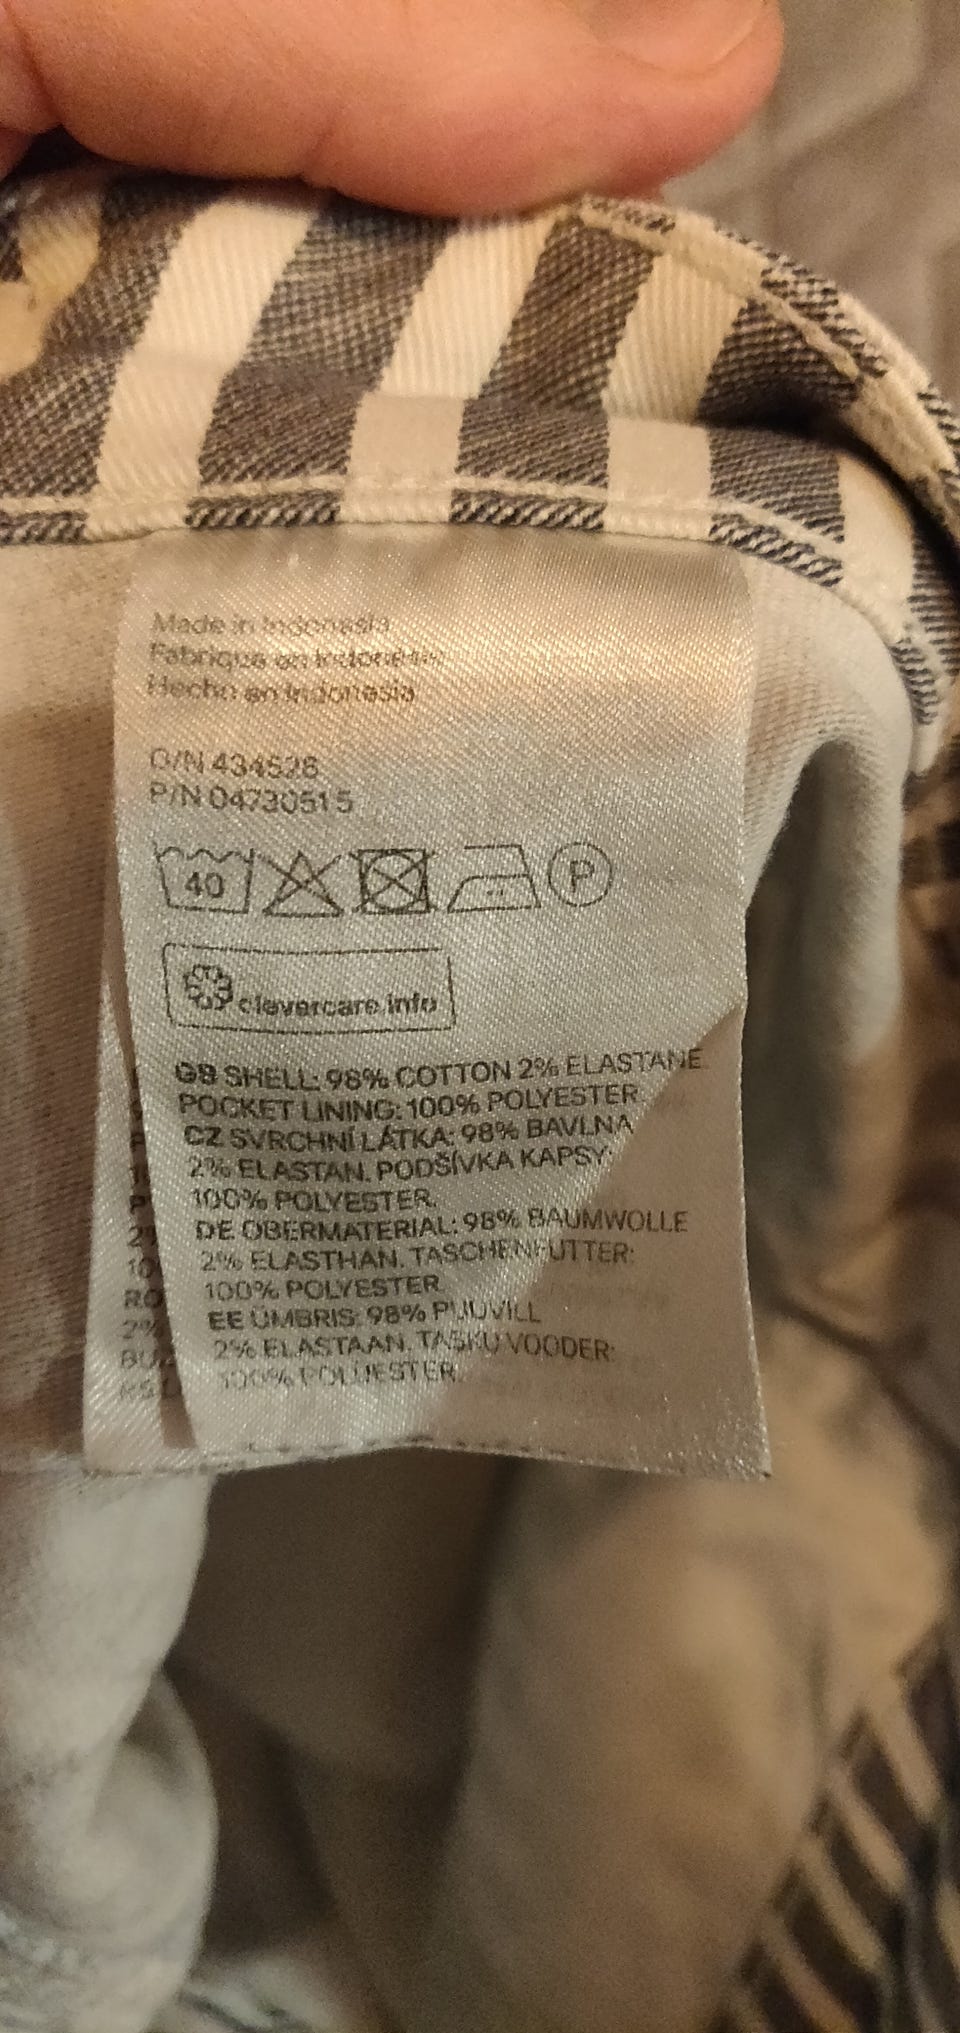 Made in Indonesia
Fabriqué en Indonésie
Hecho en Indonesia
O/N 434528
P/N 04730515
40
P
clevercare.info
GB SHELL: 98% COTTON 2% ELASTANE.
POCKET LINING: 100% POLYESTER.
CZ SVRCHNÍ LÁTKA: 98% BAVLNA
2% ELASTAN. PODŠÍVKA KAPSY:
100% POLYESTER.
DE OBERMATERIAL: 98% BAUMWOLLE
2% ELASTHAN. TASCHENFUTTER:
100% POLYESTER.
EE ÜMBRIS: 98% PUUVILL
2% ELASTAAN. TASKU VOODER:
100% POLÜESTER.